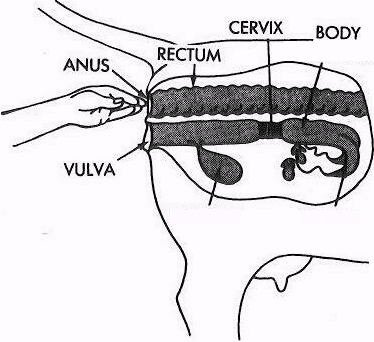 CERVIX
BODY
RECTUM
ANUS
VULVA